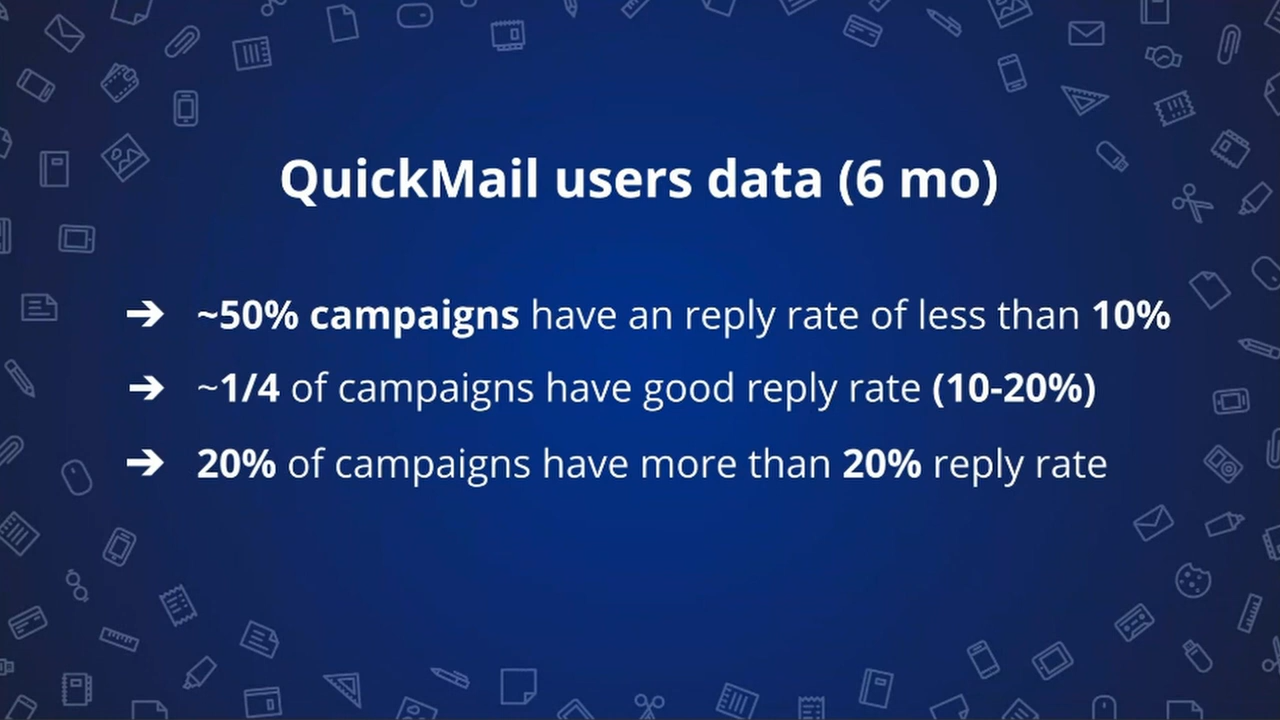 QuickMail users data (6 mo)
➔ ~50% campaigns have an reply rate of less than 10%
➔ ~1/4 of campaigns have good reply rate (10-20%)
➔ 20% of campaigns have more than 20% reply rate